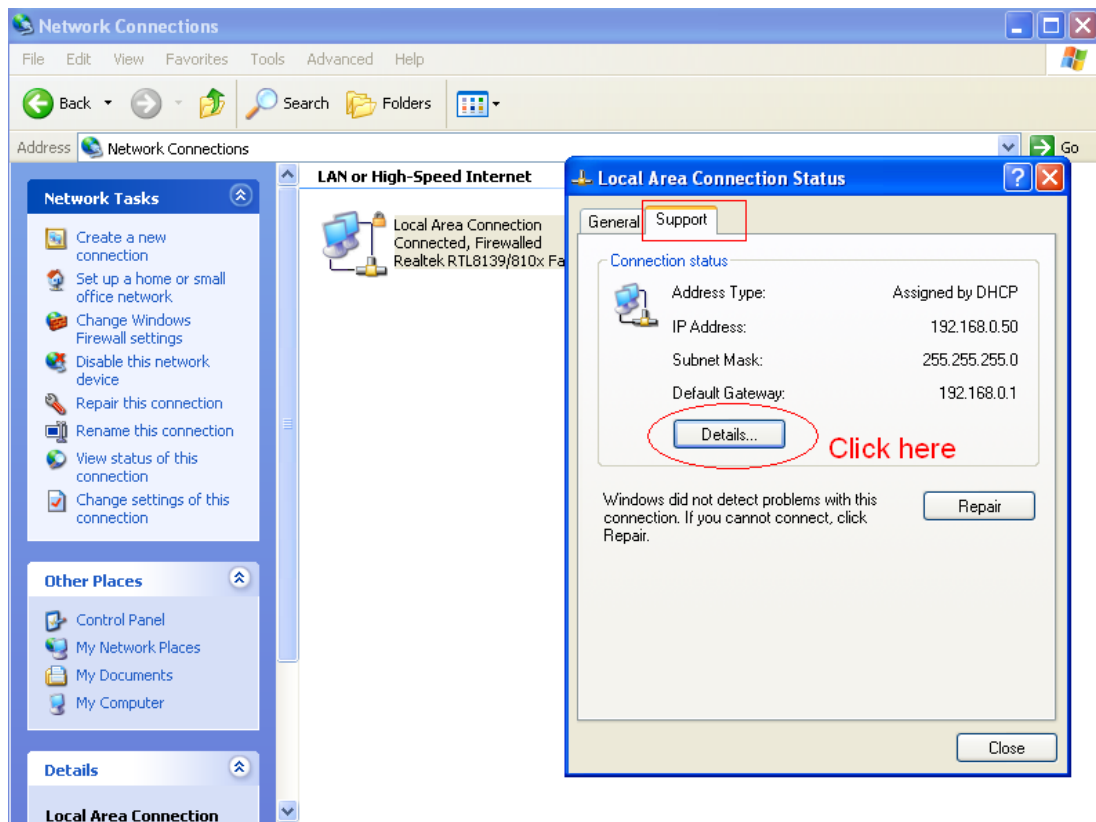 Network Connections
File Edit View Favorites Tools Advanced Help
Back Search Folders
Address Network Connections Go
Network Tasks
Create a new
connection
Set up a home or small
office network
Change Windows
Firewall settings
Disable this network
device
Repair this connection
Rename this connection
View status of this
connection
Change settings of this
connection
Other Places
Control Panel
My Network Places
My Documents
My Computer
Details
Local Area Connection
LAN or High-Speed Internet
Local Area Connection
Connected, Firewalled
Realtek RTL8139/810x Fa
Local Area Connection Status
General Support
Connection status
Address Type: Assigned by DHCP
IP Address: 192.168.0.50
Subnet Mask: 255.255.255.0
Default Gateway: 192.168.0.1
Details...
Click here
Windows did not detect problems with this
connection. If you cannot connect, click
Repair.
Repair
Close